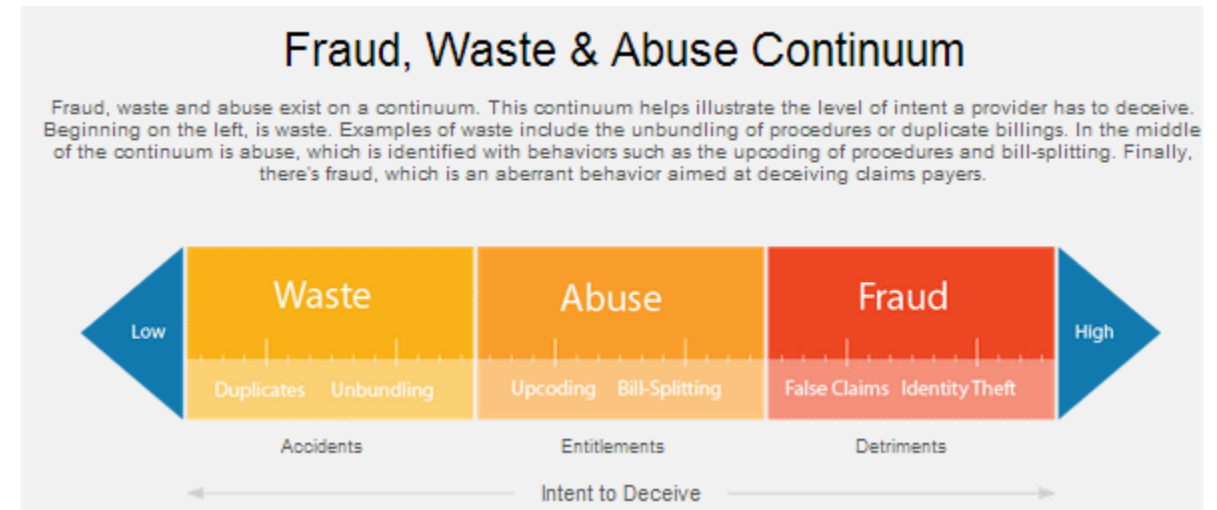 Fraud, Waste & Abuse Continuum
Fraud, waste and abuse exist on a continuum. This continuum helps illustrate the level of intent a provider has to deceive.
Beginning on the left, is waste. Examples of waste include the unbundling of procedures or duplicate billings. In the middle
of the continuum is abuse, which is identified with behaviors such as the upcoding of procedures and bill-splitting. Finally,
there's fraud, which is an aberrant behavior aimed at deceiving claims payers.
Waste Abuse Fraud
Low High
Duplicates Unbundling Upcoding Bill-Splitting False Claims Identity Theft
Accidents Entitlements Detriments
Intent to Deceive